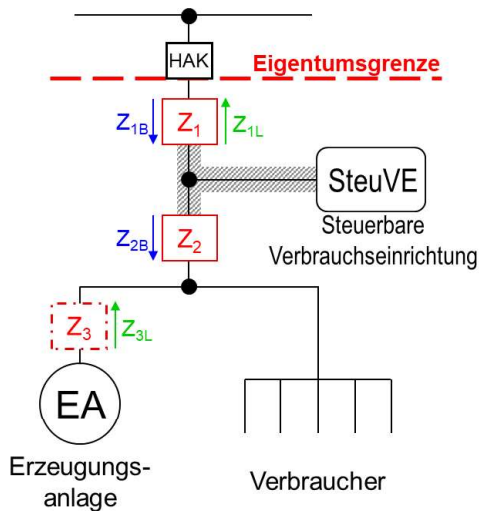 HAK
Eigentumsgrenze
Z1B
Z1
Z1L
SteuVE
Steuerbare
Verbrauchseinrichtung
Z2B
Z2
Z3
Z3L
EA
Erzeugungs-
anlage
Verbraucher